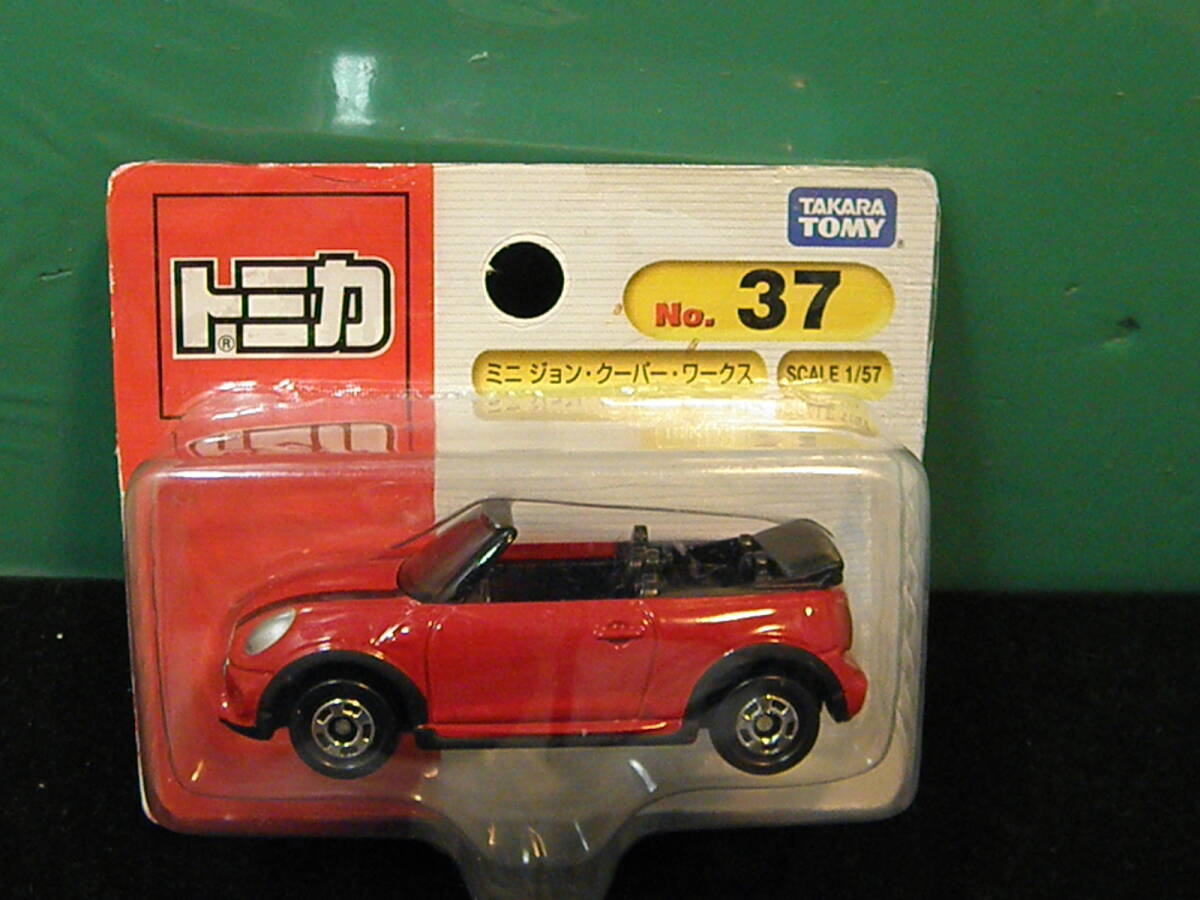 トミカ®
TAKARA
TOMY®
No. 37
ミニ ジョン・クーパー・ワークス
SCALE 1/57